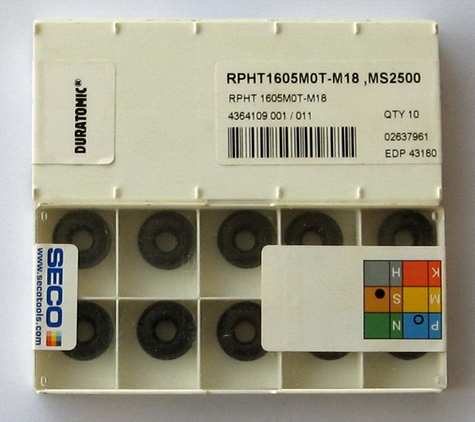 DURATOMIC®
RPHT1605M0T-M18 ,MS2500
RPHT 1605M0T-M18
4364109 001 / 011
QTY 10
02637961
EDP 43180
SECO
www.secotools.com
K
H
M
S
P
N